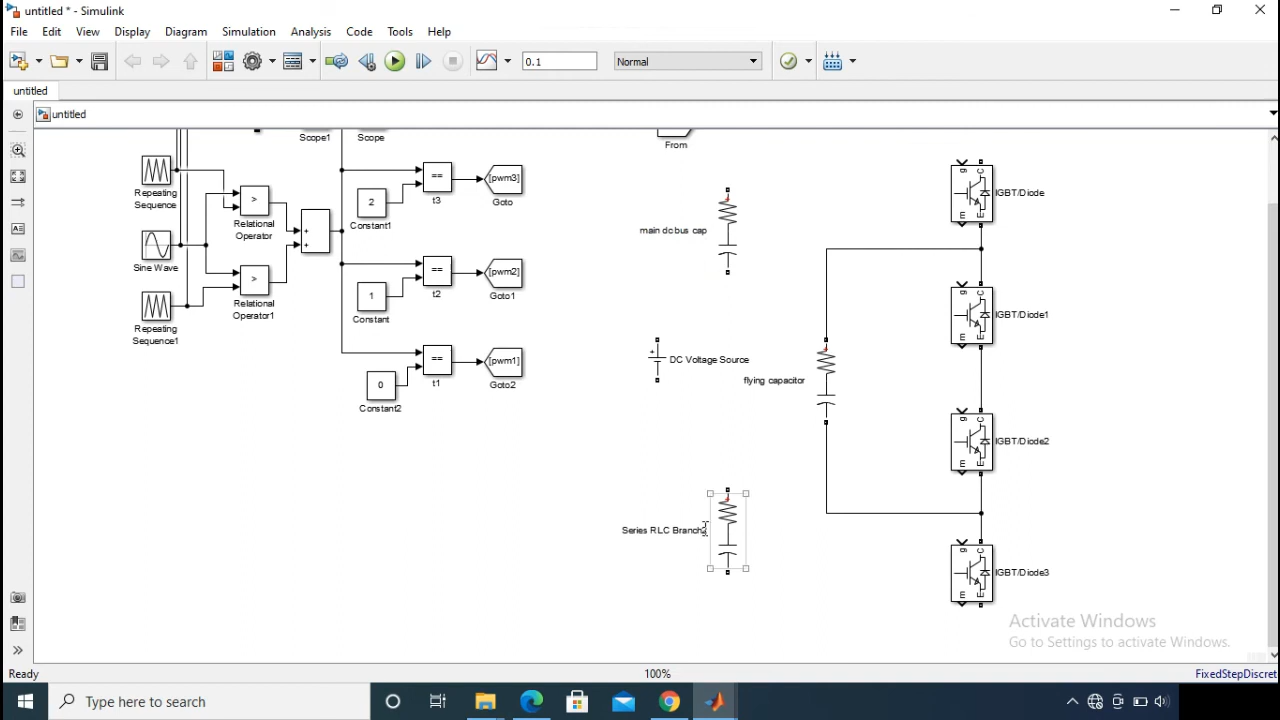 untitled * - Simulink
File Edit View Display Diagram Simulation Analysis Code Tools Help
0.1
Normal
untitled
untitled
Scope1
Scope
From
Repeating
Sequence
>
Relational
Operator
2
Constant1
==
t3
[pwm3]
Goto
main dc bus cap
g
C
m
E
IGBT/Diode
Sine Wave
+
+
>
Relational
Operator1
1
Constant
==
t2
[pwm2]
Goto1
g
C
m
E
IGBT/Diode1
Repeating
Sequence1
0
Constant2
==
t1
[pwm1]
Goto2
+
DC Voltage Source
flying capacitor
g
C
m
E
IGBT/Diode2
Series RLC Branch
g
C
m
E
IGBT/Diode3
Activate Windows
Go to Settings to activate Windows.
Ready
100%
FixedStepDiscret
Type here to search